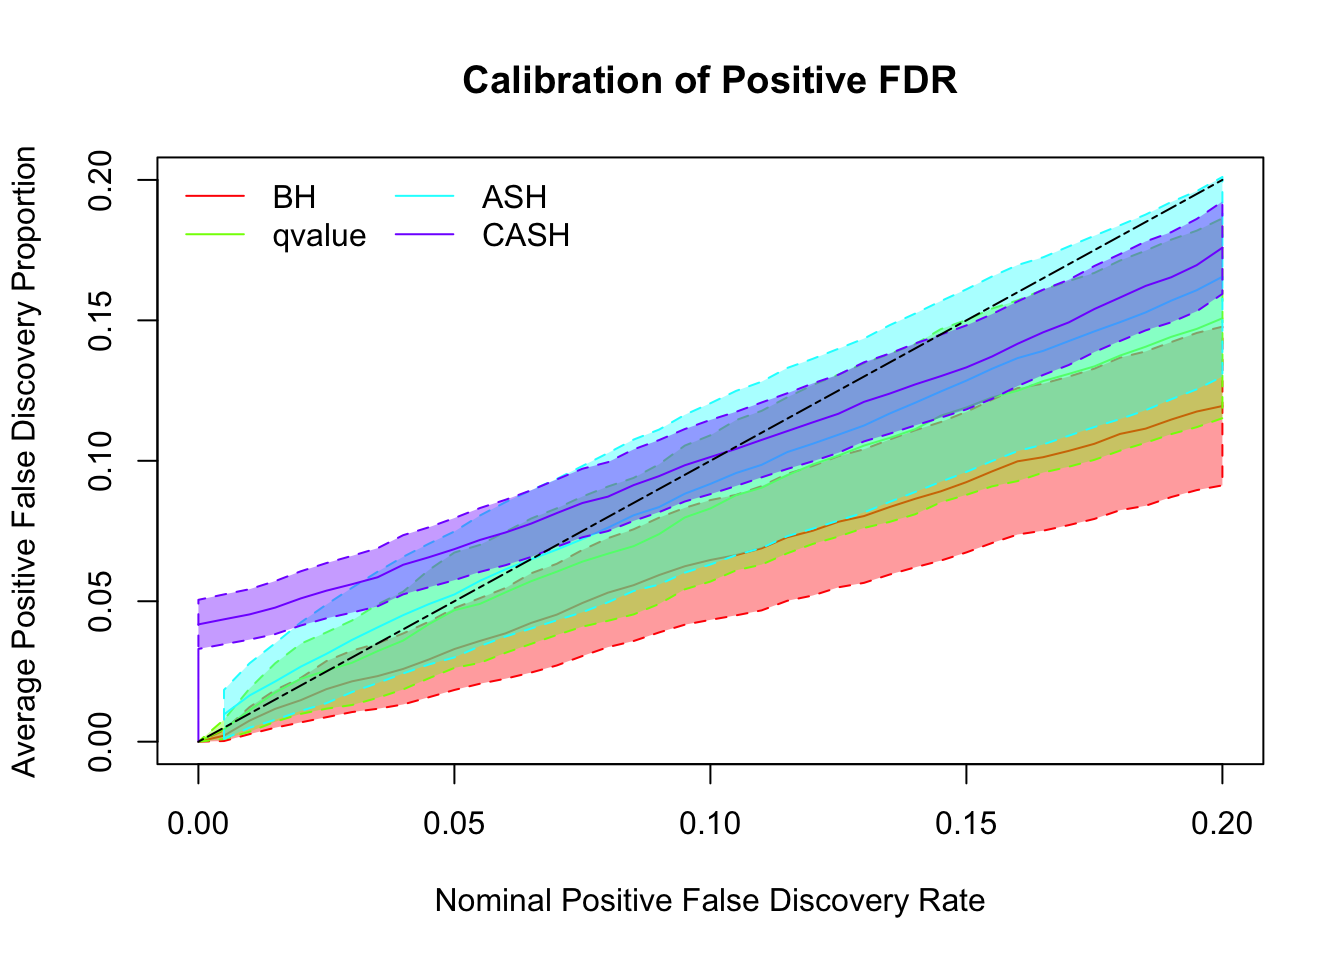 Calibration of Positive FDR
Average Positive False Discovery Proportion
0.20
0.15
0.10
0.05
0.00
BH
qvalue
ASH
CASH
0.00 0.05 0.10 0.15 0.20
Nominal Positive False Discovery Rate